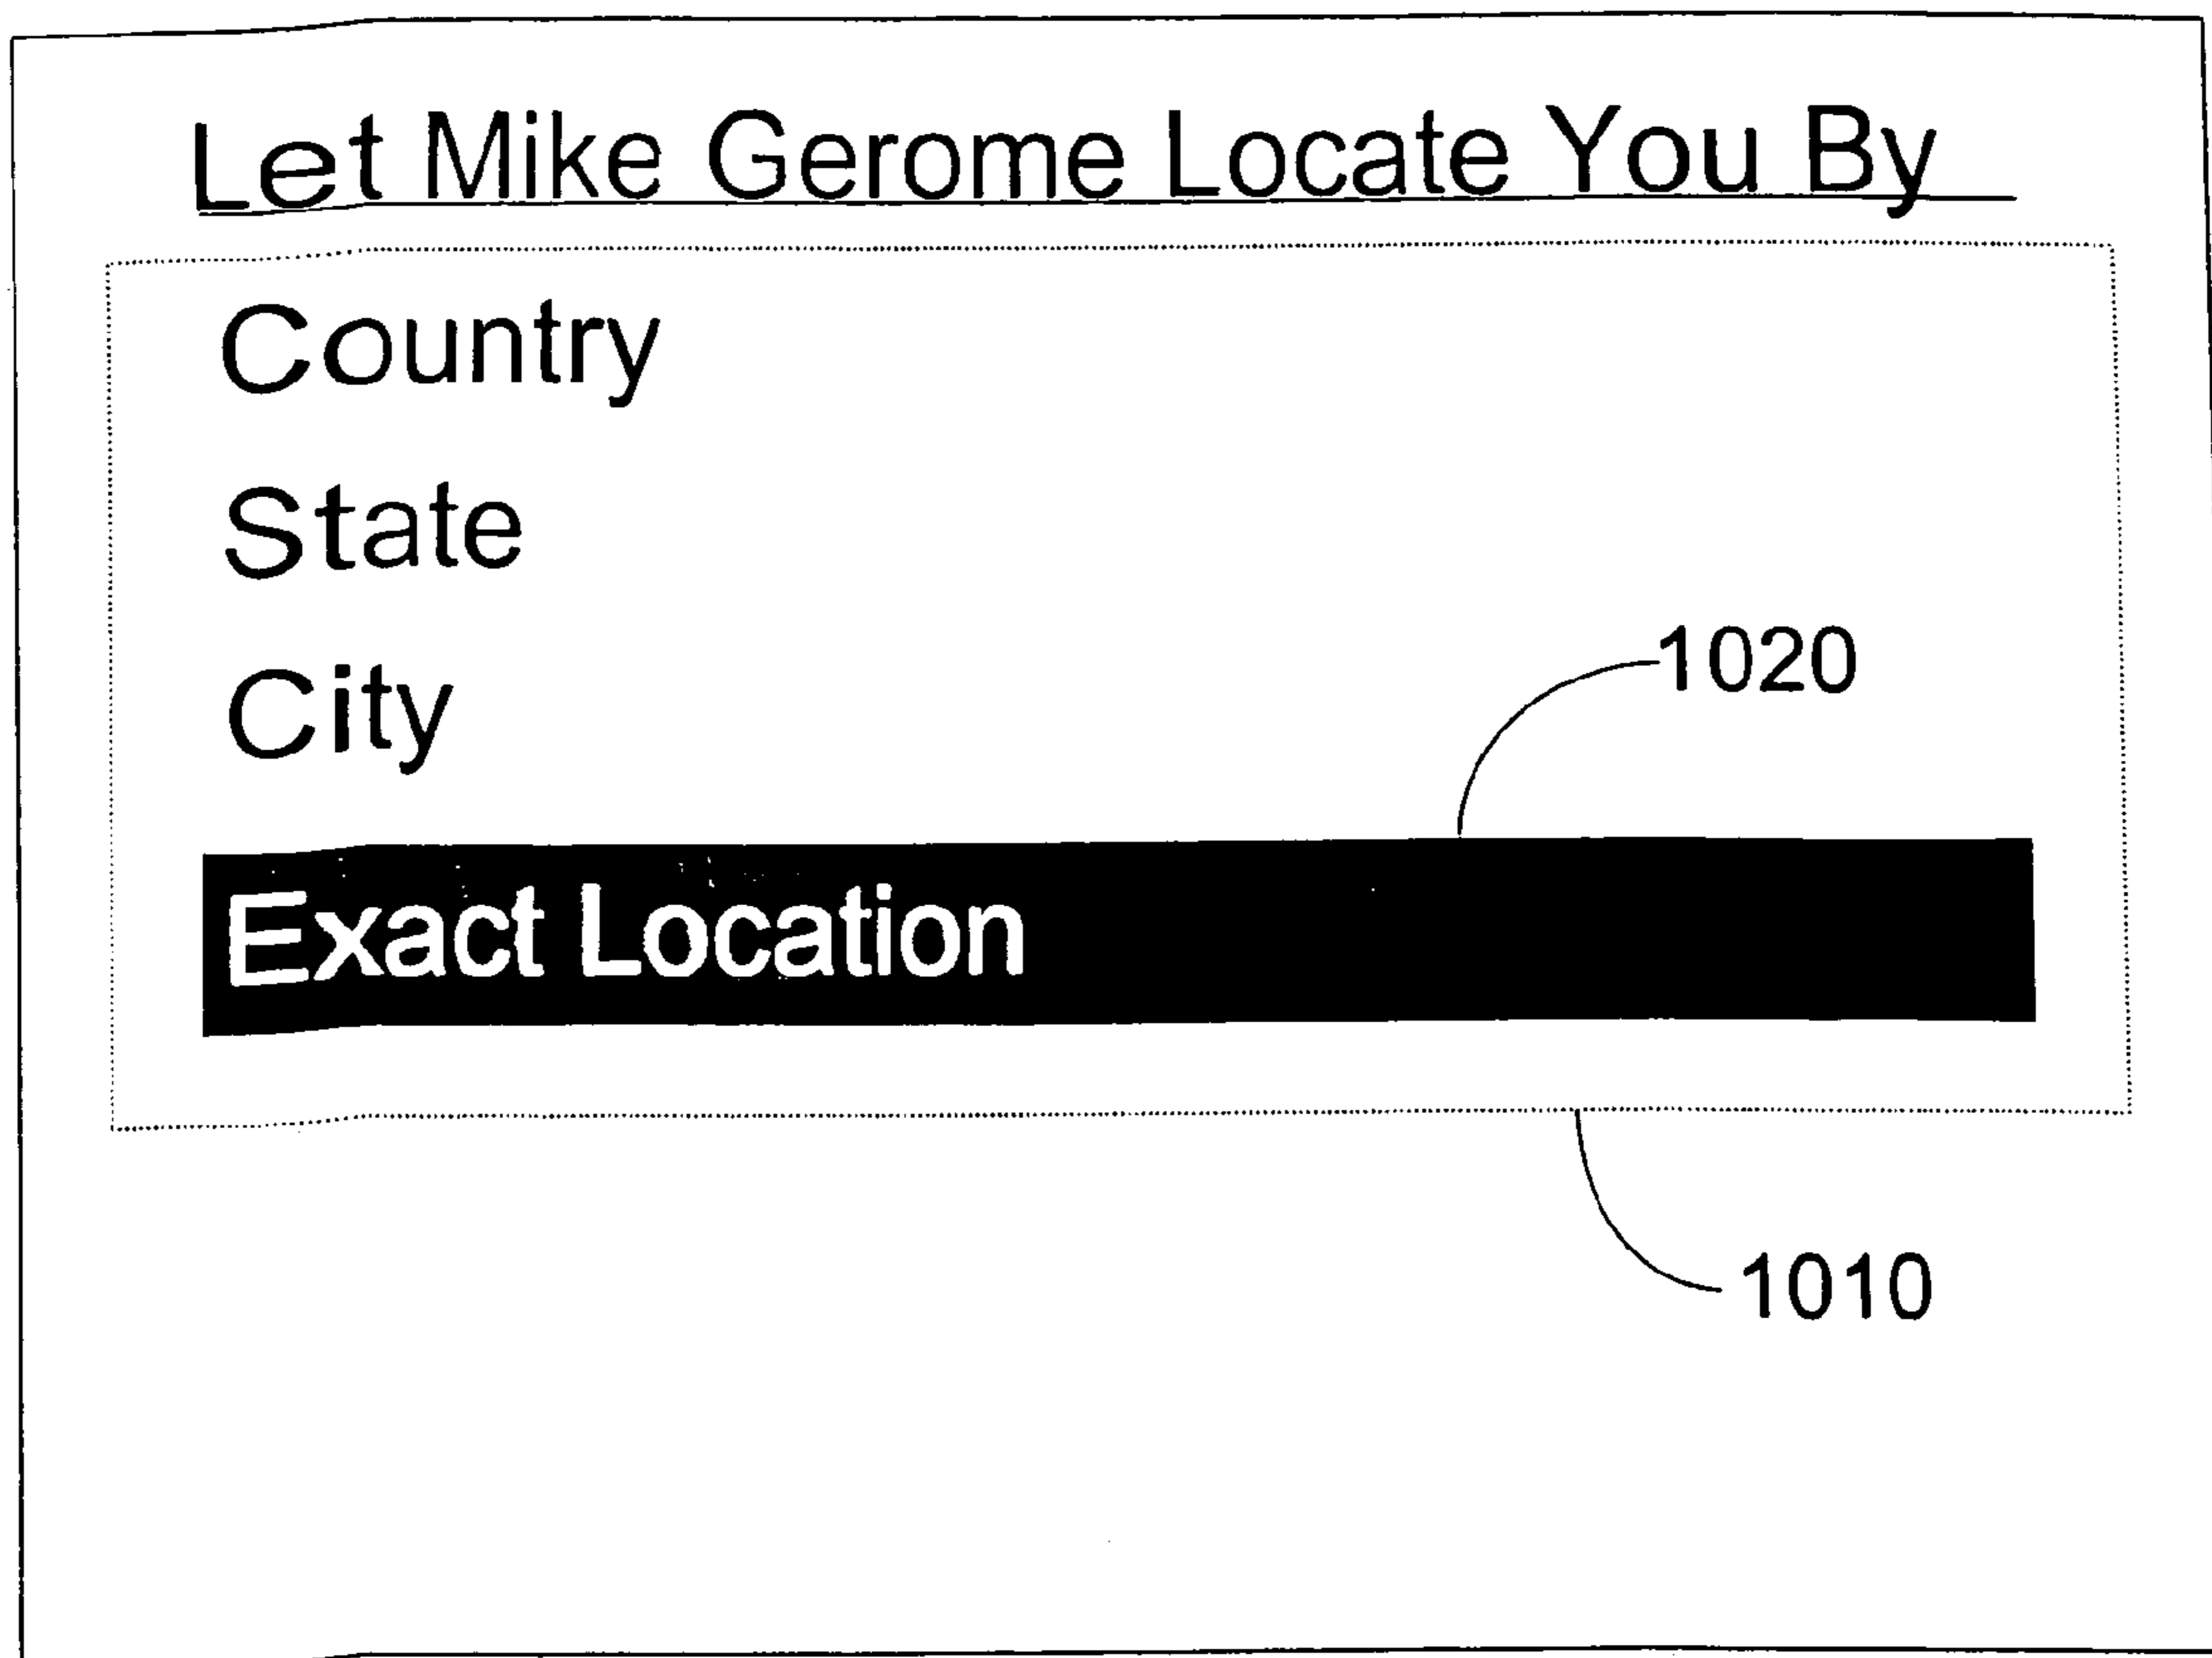 Let Mike Gerome Locate You By
Country
State
City
1020
Exact Location
1010